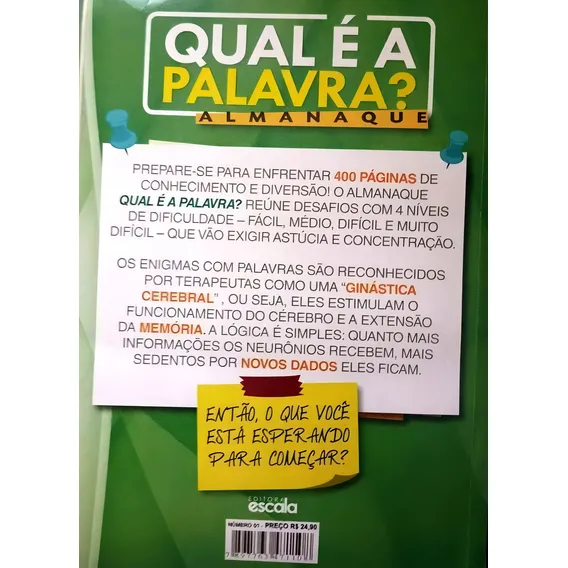 QUAL É A
PALAVRA?
ALMANAQUE
PREPARE-SE PARA ENFRENTAR 400 PÁGINAS DE
CONHECIMENTO E DIVERSÃO! O ALMANAQUE
QUAL É A PALAVRA? REÚNE DESAFIOS COM 4 NÍVEIS
DE DIFICULDADE – FÁCIL, MÉDIO, DIFÍCIL E MUITO
DIFÍCIL – QUE VÃO EXIGIR ASTÚCIA E CONCENTRAÇÃO.
OS ENIGMAS COM PALAVRAS SÃO RECONHECIDOS
POR TERAPEUTAS COMO UMA “GINÁSTICA
CEREBRAL” , OU SEJA, ELES ESTIMULAM O
FUNCIONAMENTO DO CÉREBRO E A EXTENSÃO
DA MEMÓRIA. A LÓGICA É SIMPLES: QUANTO MAIS
INFORMAÇÕES OS NEURÔNIOS RECEBEM, MAIS
SEDENTOS POR NOVOS DADOS ELES FICAM.
ENTÃO, O QUE VOCÊ
ESTÁ ESPERANDO
PARA COMEÇAR?
EDITORA
escala
NÚMERO 01 - PREÇO R$ 24,90